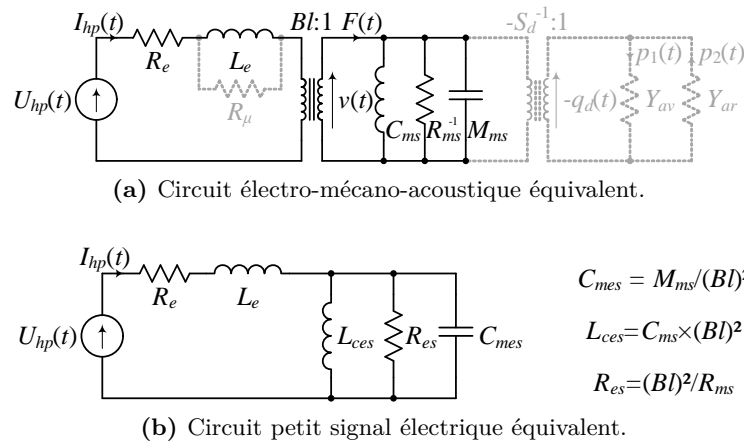 I_hp(t) Bl:1 F(t) -S_d^-1:1
R_e L_e p_1(t) p_2(t)
U_hp(t) R_μ v(t) C_ms R_ms^-1 M_ms -q_d(t) Y_av Y_ar
(a) Circuit électro-mécano-acoustique équivalent.
I_hp(t)
R_e L_e C_mes = M_ms/(Bl)²
U_hp(t) L_ces R_es C_mes L_ces=C_ms×(Bl)²
R_es=(Bl)²/R_ms
(b) Circuit petit signal électrique équivalent.